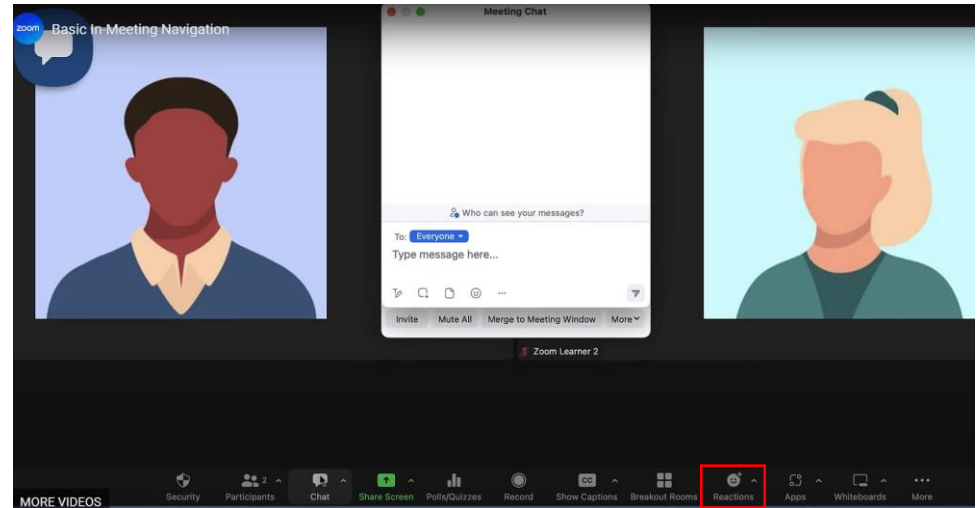 zoom
Basic In-Meeting Navigation
Meeting Chat
Who can see your messages?
To: Everyone
Type message here...
Invite Mute All Merge to Meeting Window More
Zoom Learner 2
2
CC
Security Participants Chat Share Screen Polls/Quizzes Record Show Captions Breakout Rooms Reactions Apps Whiteboards More
MORE VIDEOS